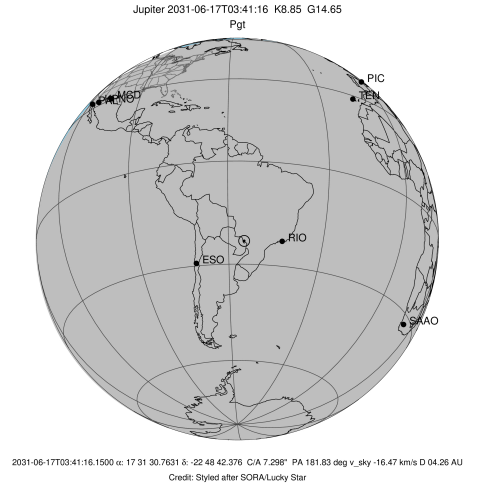 Jupiter 2031-06-17T03:41:16 K8.85 G14.65
Pgt
PIC
TEN
MCD
ESO
RIO
SAAO
2031-06-17T03:41:16.1500 α: 17 31 30.7631 δ: -22 48 42.376 C/A 7.298" PA 181.83 deg v_sky -16.47 km/s D 04.26 AU
Credit: Styled after SORA/Lucky Star